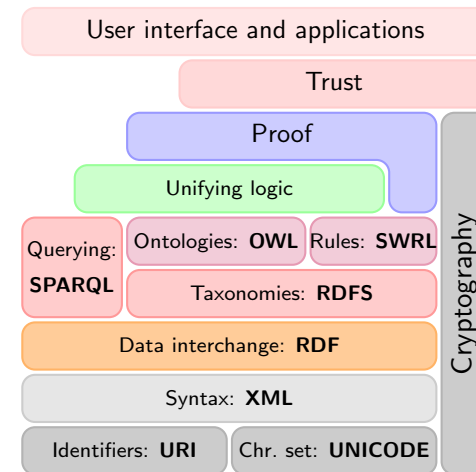 User interface and applications
Trust
Proof
Unifying logic
Querying:
SPARQL
Ontologies: OWL
Rules: SWRL
Taxonomies: RDFS
Data interchange: RDF
Syntax: XML
Identifiers: URI
Chr. set: UNICODE
Cryptography